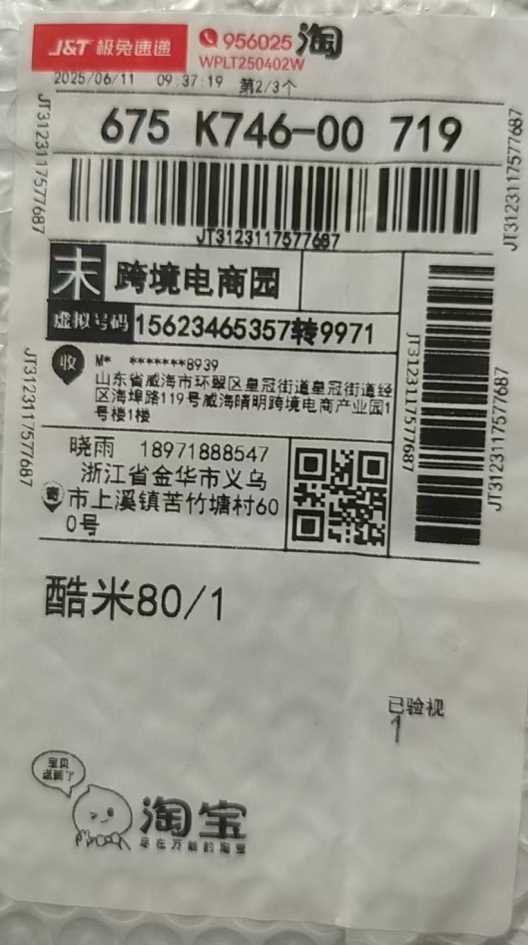 J&T 极兔速递
956025
淘
WPLT250402W
2025/06/11 09:37:19 第2/3个
675 K746-00 719
JT3123117577687
JT3123117577687
JT3123117577687
末 跨境电商园
虚拟号码 15623465357转9971
收 M* *******8939
山东省威海市环翠区皇冠街道皇冠街道经
区海埠路119号威海晴明跨境电商产业园1
号楼1楼
JT3123117577687
JT3123117577687
JT3123117577687
晓雨 18971888547
寄 浙江省金华市义乌
市上溪镇苦竹塘村60
0号
酷米80/1
已验视
1
宝贝
淘宝